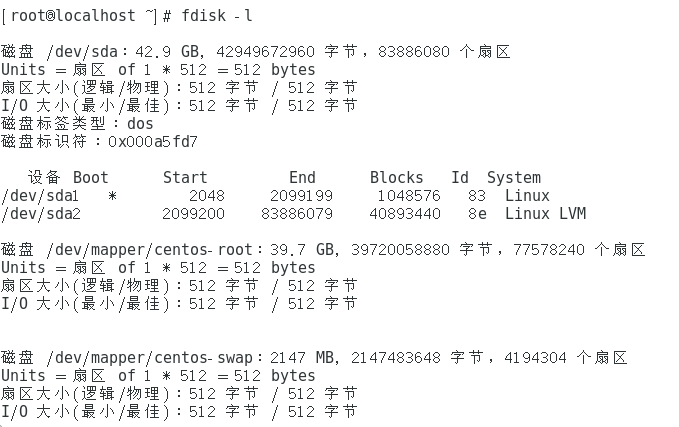 [root@localhost ~]# fdisk -l
磁盘 /dev/sda：42.9 GB, 42949672960 字节，83886080 个扇区
Units = 扇区 of 1 * 512 = 512 bytes
扇区大小(逻辑/物理)：512 字节 / 512 字节
I/O 大小(最小/最佳)：512 字节 / 512 字节
磁盘标签类型：dos
磁盘标识符：0x000a5fd7
设备 Boot Start End Blocks Id System
/dev/sda1 * 2048 2099199 1048576 83 Linux
/dev/sda2 2099200 83886079 40893440 8e Linux LVM
磁盘 /dev/mapper/centos-root：39.7 GB, 39720058880 字节，77578240 个扇区
Units = 扇区 of 1 * 512 = 512 bytes
扇区大小(逻辑/物理)：512 字节 / 512 字节
I/O 大小(最小/最佳)：512 字节 / 512 字节
磁盘 /dev/mapper/centos-swap：2147 MB, 2147483648 字节，4194304 个扇区
Units = 扇区 of 1 * 512 = 512 bytes
扇区大小(逻辑/物理)：512 字节 / 512 字节
I/O 大小(最小/最佳)：512 字节 / 512 字节